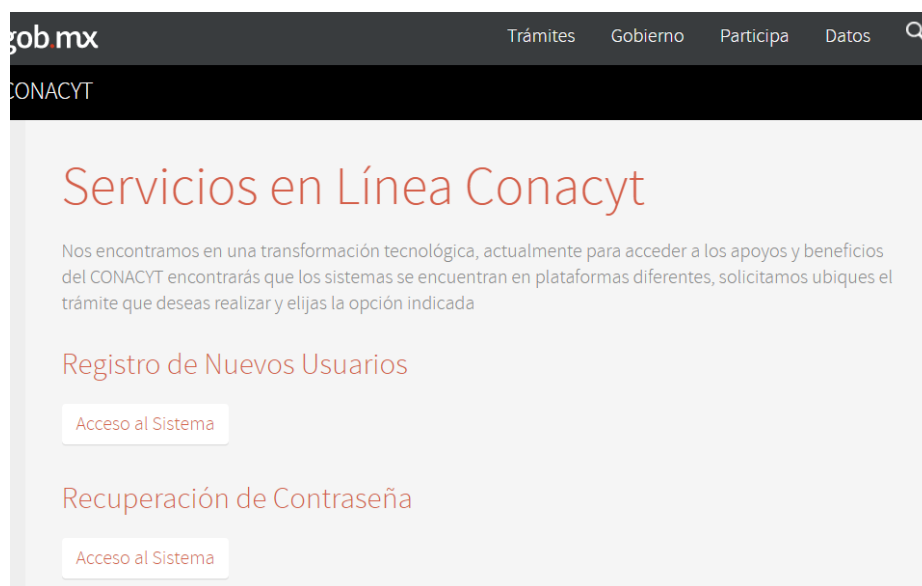 gob.mx Trámites Gobierno Participa Datos
CONACYT
Servicios en Línea Conacyt
Nos encontramos en una transformación tecnológica, actualmente para acceder a los apoyos y beneficios
del CONACYT encontrarás que los sistemas se encuentran en plataformas diferentes, solicitamos ubiques el
trámite que deseas realizar y elijas la opción indicada
Registro de Nuevos Usuarios
Acceso al Sistema
Recuperación de Contraseña
Acceso al Sistema